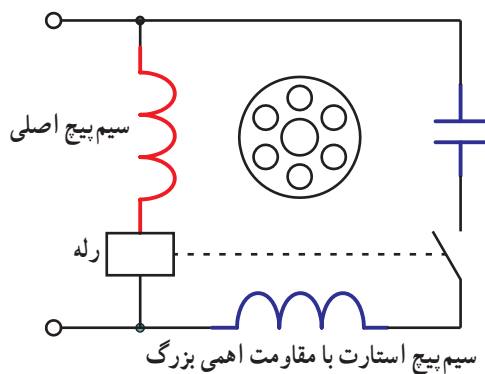 سیم‌پیچ اصلی
رله
سیم‌پیچ استارت با مقاومت اهمی بزرگ